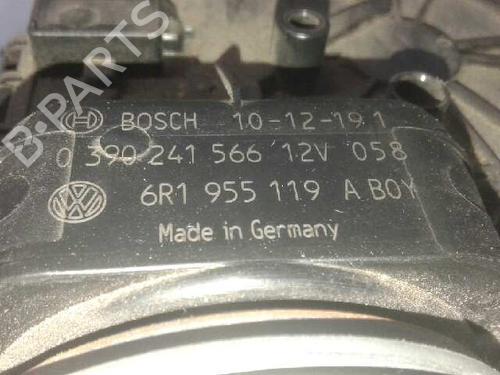 BOSCH 10-12-19 1
0 390 241 566 12V 058
6R1 955 119 A BOY
Made in Germany
B-PARTS